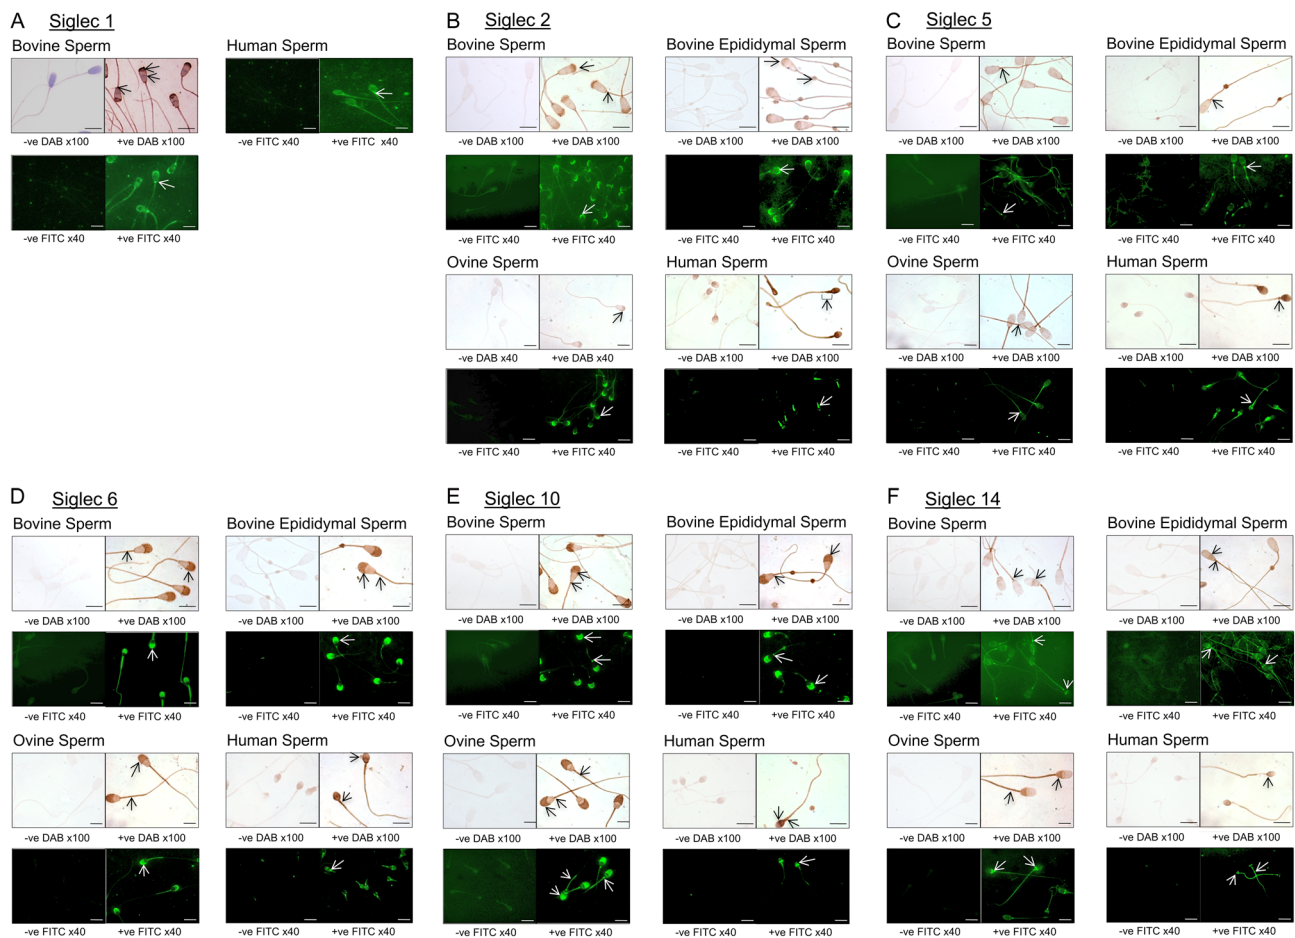 A Siglec 1
Bovine Sperm Human Sperm
-ve DAB x100 +ve DAB x100 -ve FITC x40 +ve FITC x40
-ve FITC x40 +ve FITC x40
B Siglec 2
Bovine Sperm Bovine Epididymal Sperm
-ve DAB x100 +ve DAB x100 -ve DAB x100 +ve DAB x100
-ve FITC x40 +ve FITC x40 -ve FITC x40 +ve FITC x40
Ovine Sperm Human Sperm
-ve DAB x40 +ve DAB x40 -ve DAB x100 +ve DAB x100
-ve FITC x40 +ve FITC x40 -ve FITC x40 +ve FITC x40
C Siglec 5
Bovine Sperm Bovine Epididymal Sperm
-ve DAB x100 +ve DAB x100 -ve DAB x100 +ve DAB x100
-ve FITC x40 +ve FITC x40 -ve FITC x40 +ve FITC x40
Ovine Sperm Human Sperm
-ve DAB x100 +ve DAB x100 -ve DAB x100 +ve DAB x100
-ve FITC x40 +ve FITC x40 -ve FITC x40 +ve FITC x40
D Siglec 6
Bovine Sperm Bovine Epididymal Sperm
-ve DAB x100 +ve DAB x100 -ve DAB x100 +ve DAB x100
-ve FITC x40 +ve FITC x40 -ve FITC x40 +ve FITC x40
Ovine Sperm Human Sperm
-ve DAB x100 +ve DAB x100 -ve DAB x100 +ve DAB x100
-ve FITC x40 +ve FITC x40 -ve FITC x40 +ve FITC x40
E Siglec 10
Bovine Sperm Bovine Epididymal Sperm
-ve DAB x100 +ve DAB x100 -ve DAB x100 +ve DAB x100
-ve FITC x40 +ve FITC x40 -ve FITC x40 +ve FITC x40
Ovine Sperm Human Sperm
-ve DAB x100 +ve DAB x100 -ve DAB x100 +ve DAB x100
-ve FITC x40 +ve FITC x40 -ve FITC x40 +ve FITC x40
F Siglec 14
Bovine Sperm Bovine Epididymal Sperm
-ve DAB x100 +ve DAB x100 -ve DAB x100 +ve DAB x100
-ve FITC x40 +ve FITC x40 -ve FITC x40 +ve FITC x40
Ovine Sperm Human Sperm
-ve DAB x100 +ve DAB x100 -ve DAB x100 +ve DAB x100
-ve FITC x40 +ve FITC x40 -ve FITC x40 +ve FITC x40